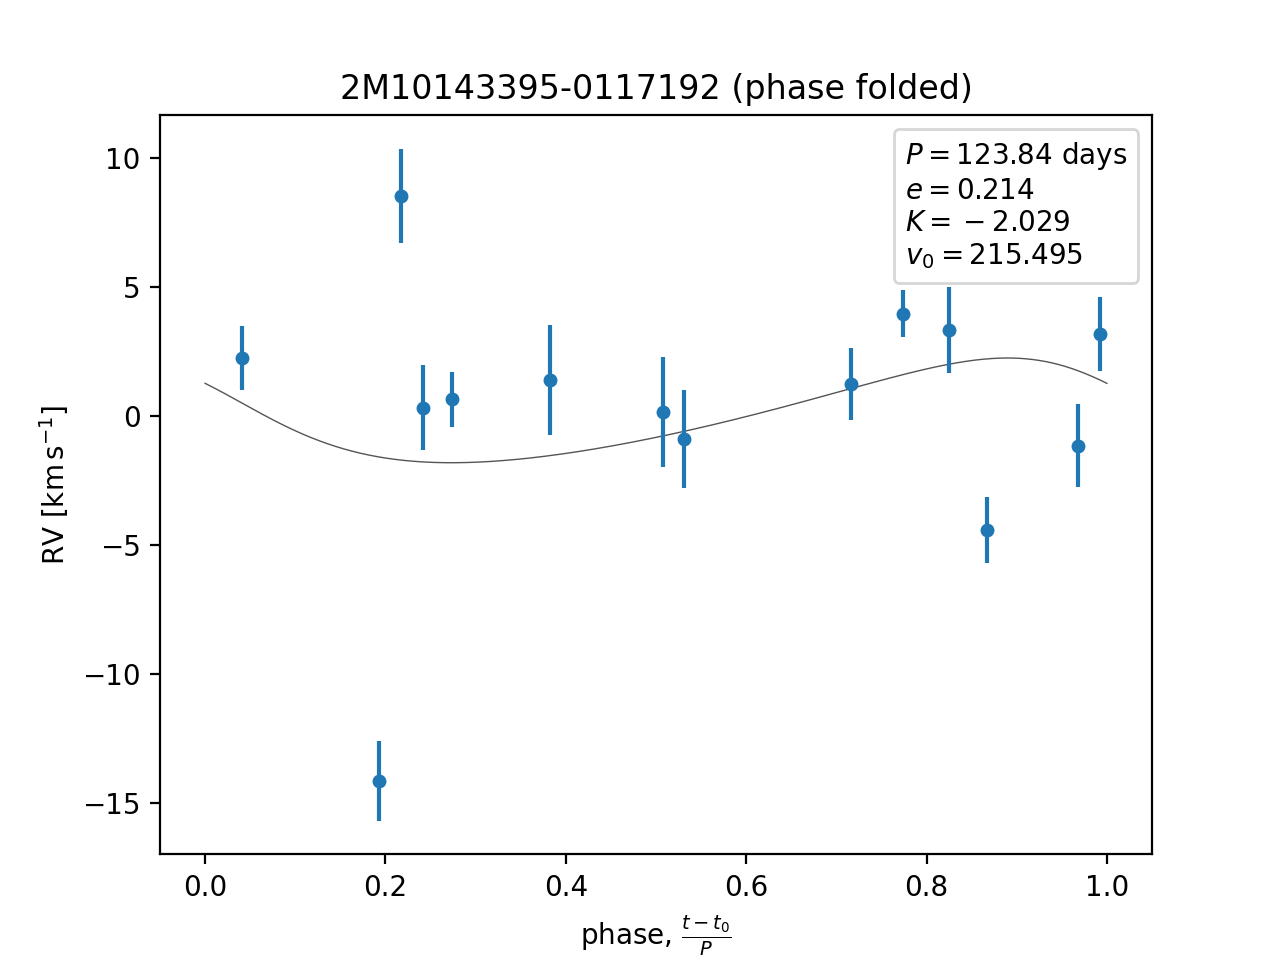 2M10143395-0117192 (phase folded)
P = 123.84 days
e = 0.214
K = −2.029
v₀ = 215.495
10
5
0
−5
−10
−15
RV [km s⁻¹]
0.0 0.2 0.4 0.6 0.8 1.0
phase, (t − t₀)/P